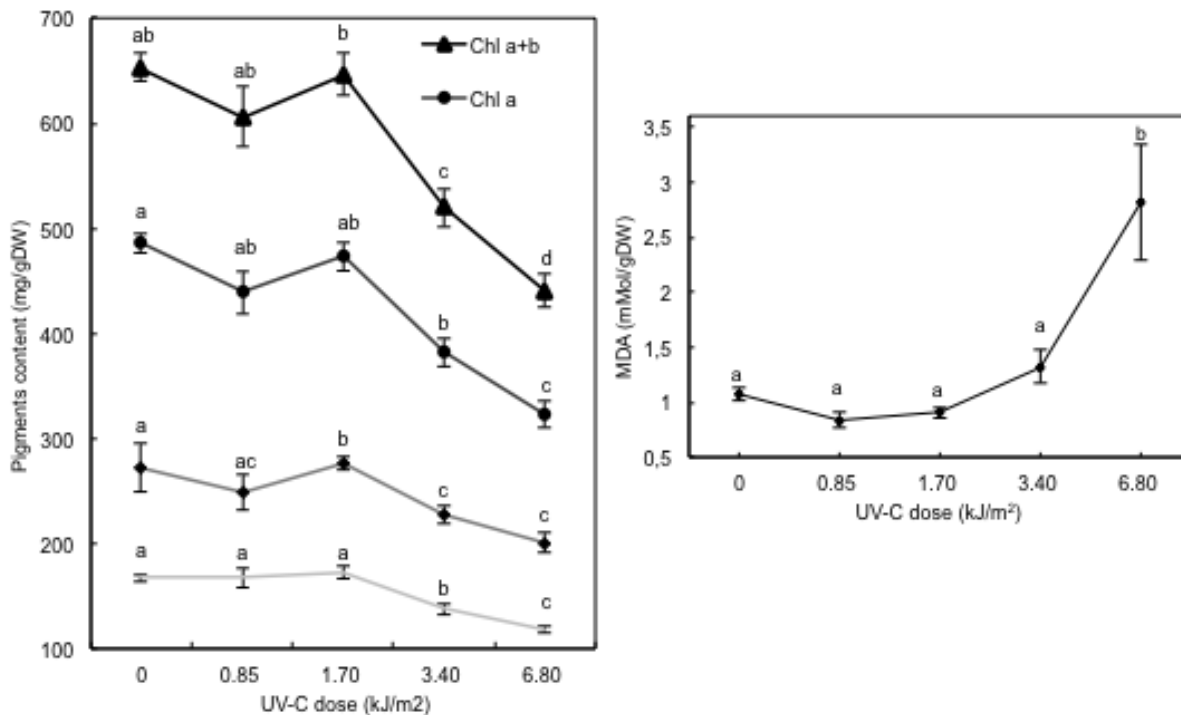 700
600
500
400
300
200
100
Pigments content (mg/gDW)
Chl a+b
Chl a
ab
ab
b
c
d
a
ab
ab
b
c
a
ac
b
c
c
a
a
a
b
c
0 0.85 1.70 3.40 6.80
UV-C dose (kJ/m2)
3,5
3
2,5
2
1,5
1
0,5
MDA (mMol/gDW)
a
a
a
a
b
0 0.85 1.70 3.40 6.80
UV-C dose (kJ/m²)